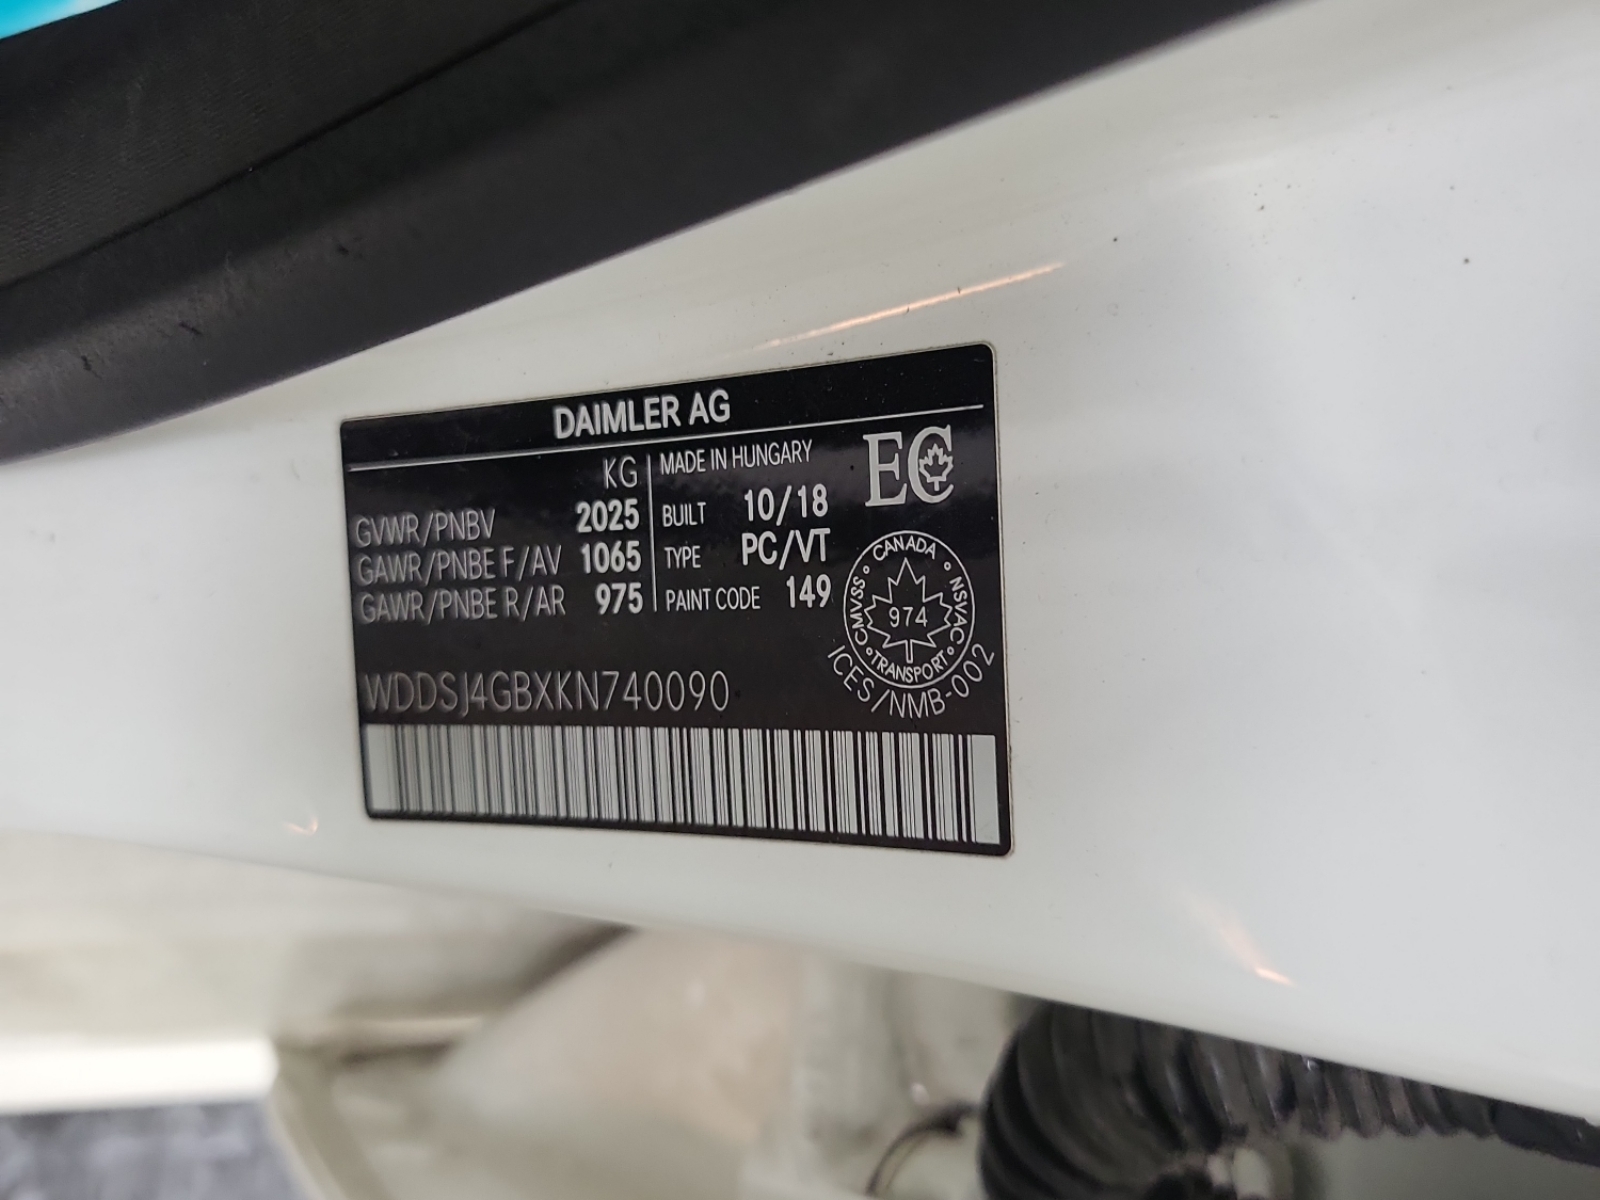 DAIMLER AG
KG
GVWR/PNBV 2025
GAWR/PNBE F/AV 1065
GAWR/PNBE R/AR 975
MADE IN HUNGARY
BUILT 10/18
TYPE PC/VT
PAINT CODE 149
EC
CANADA
CMVSS
NSVAC
974
TRANSPORT
ICES/NMB-002
WDDSJ4GBXKN740090